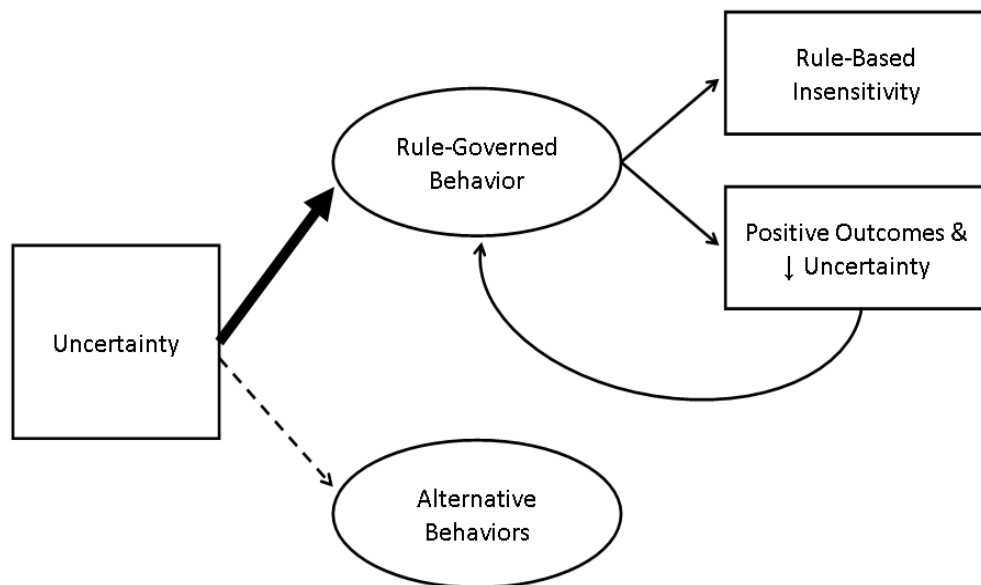 Rule-Based
Insensitivity
Rule-Governed
Behavior
Positive Outcomes &
↓ Uncertainty
Uncertainty
Alternative
Behaviors